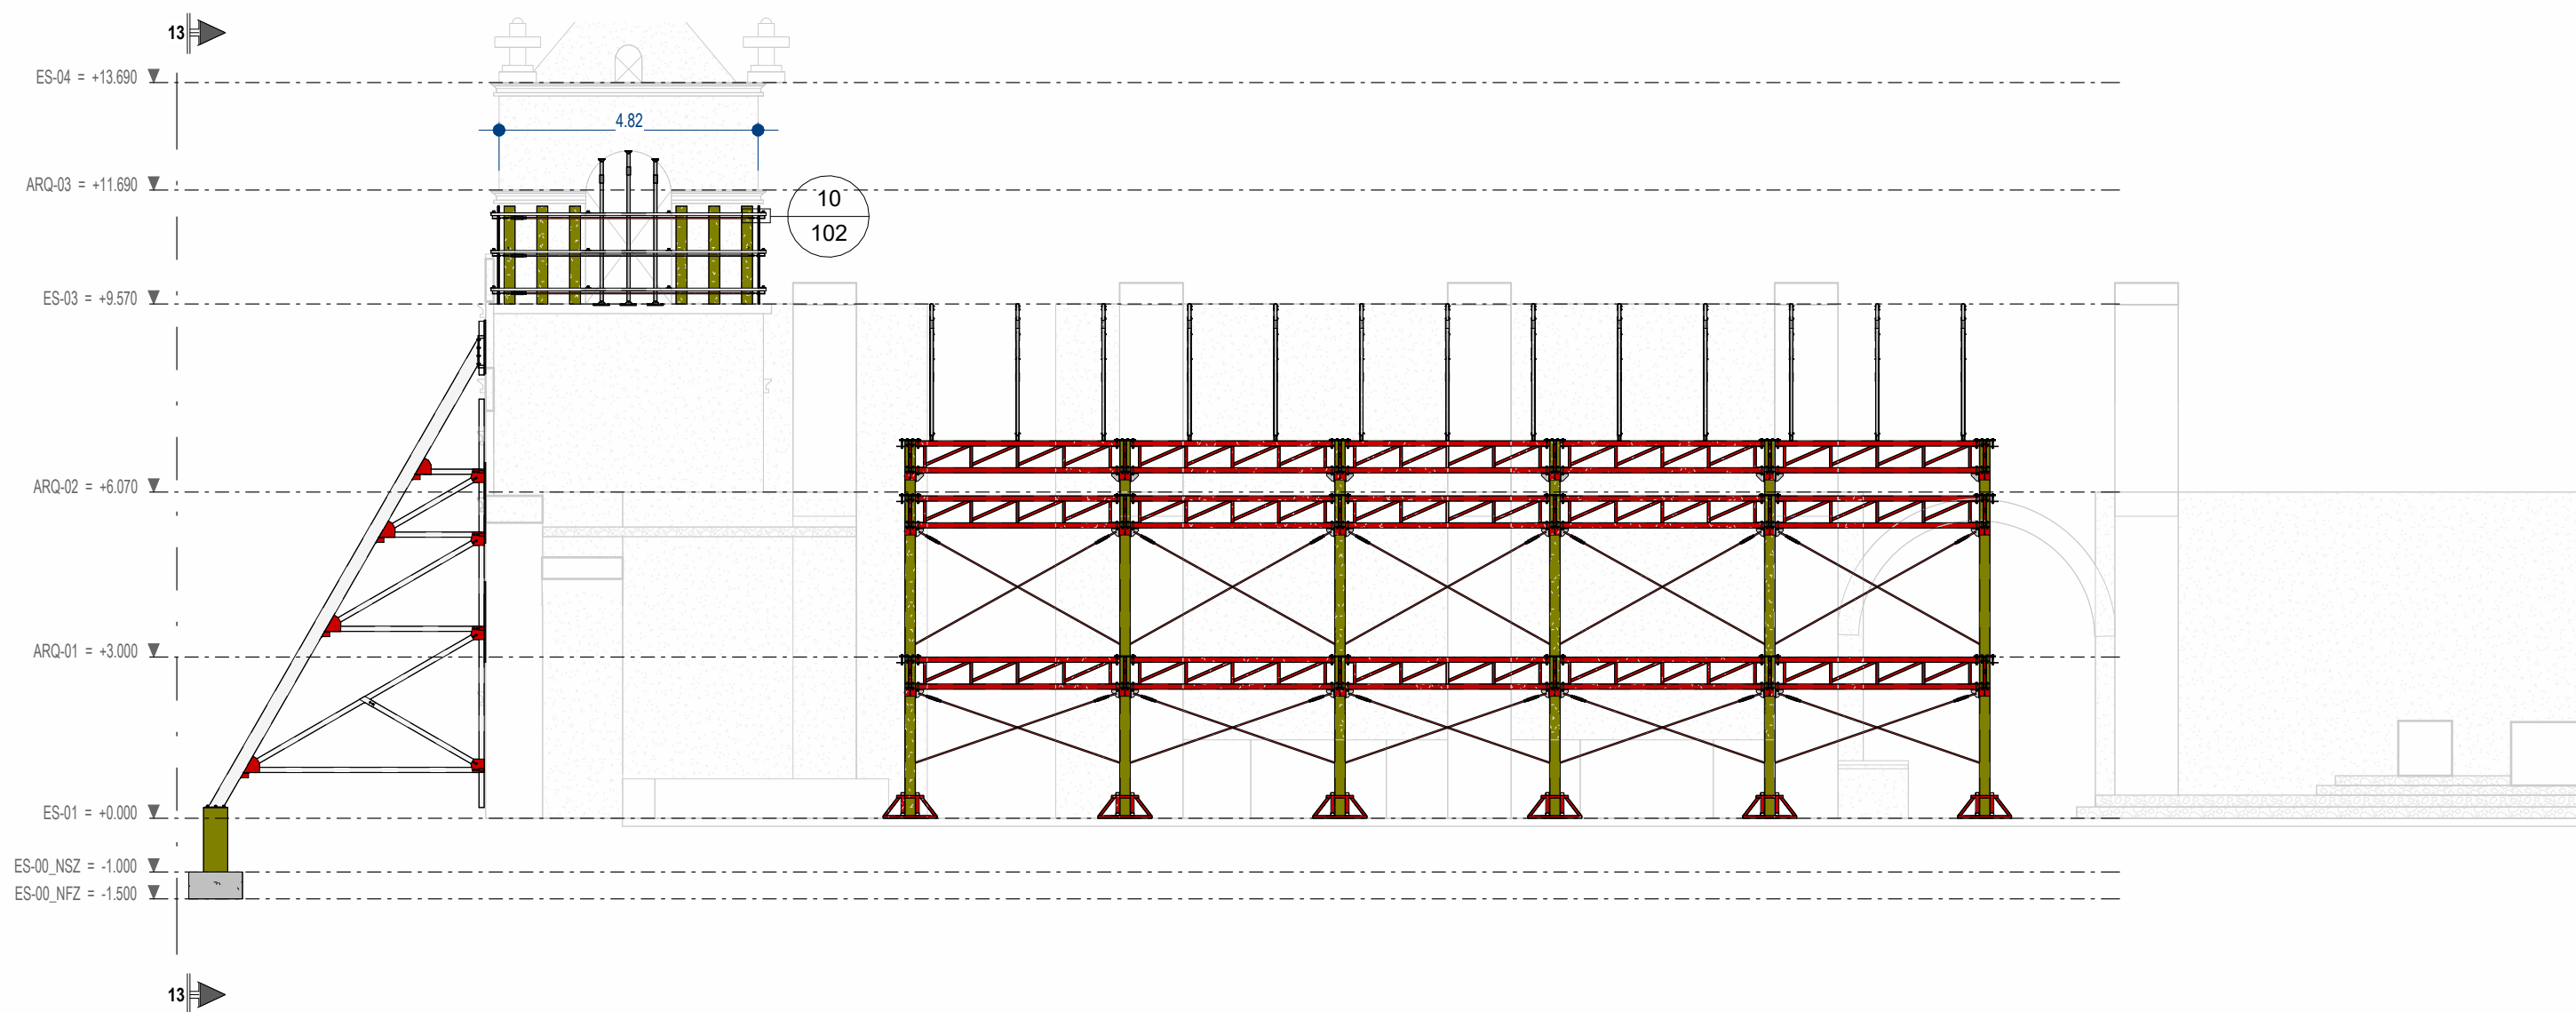 13
ES-04 = +13.690
4.82
ARQ-03 = +11.690
10
102
ES-03 = +9.570
ARQ-02 = +6.070
ARQ-01 = +3.000
ES-01 = +0.000
ES-00_NSZ = -1.000
ES-00_NFZ = -1.500
13